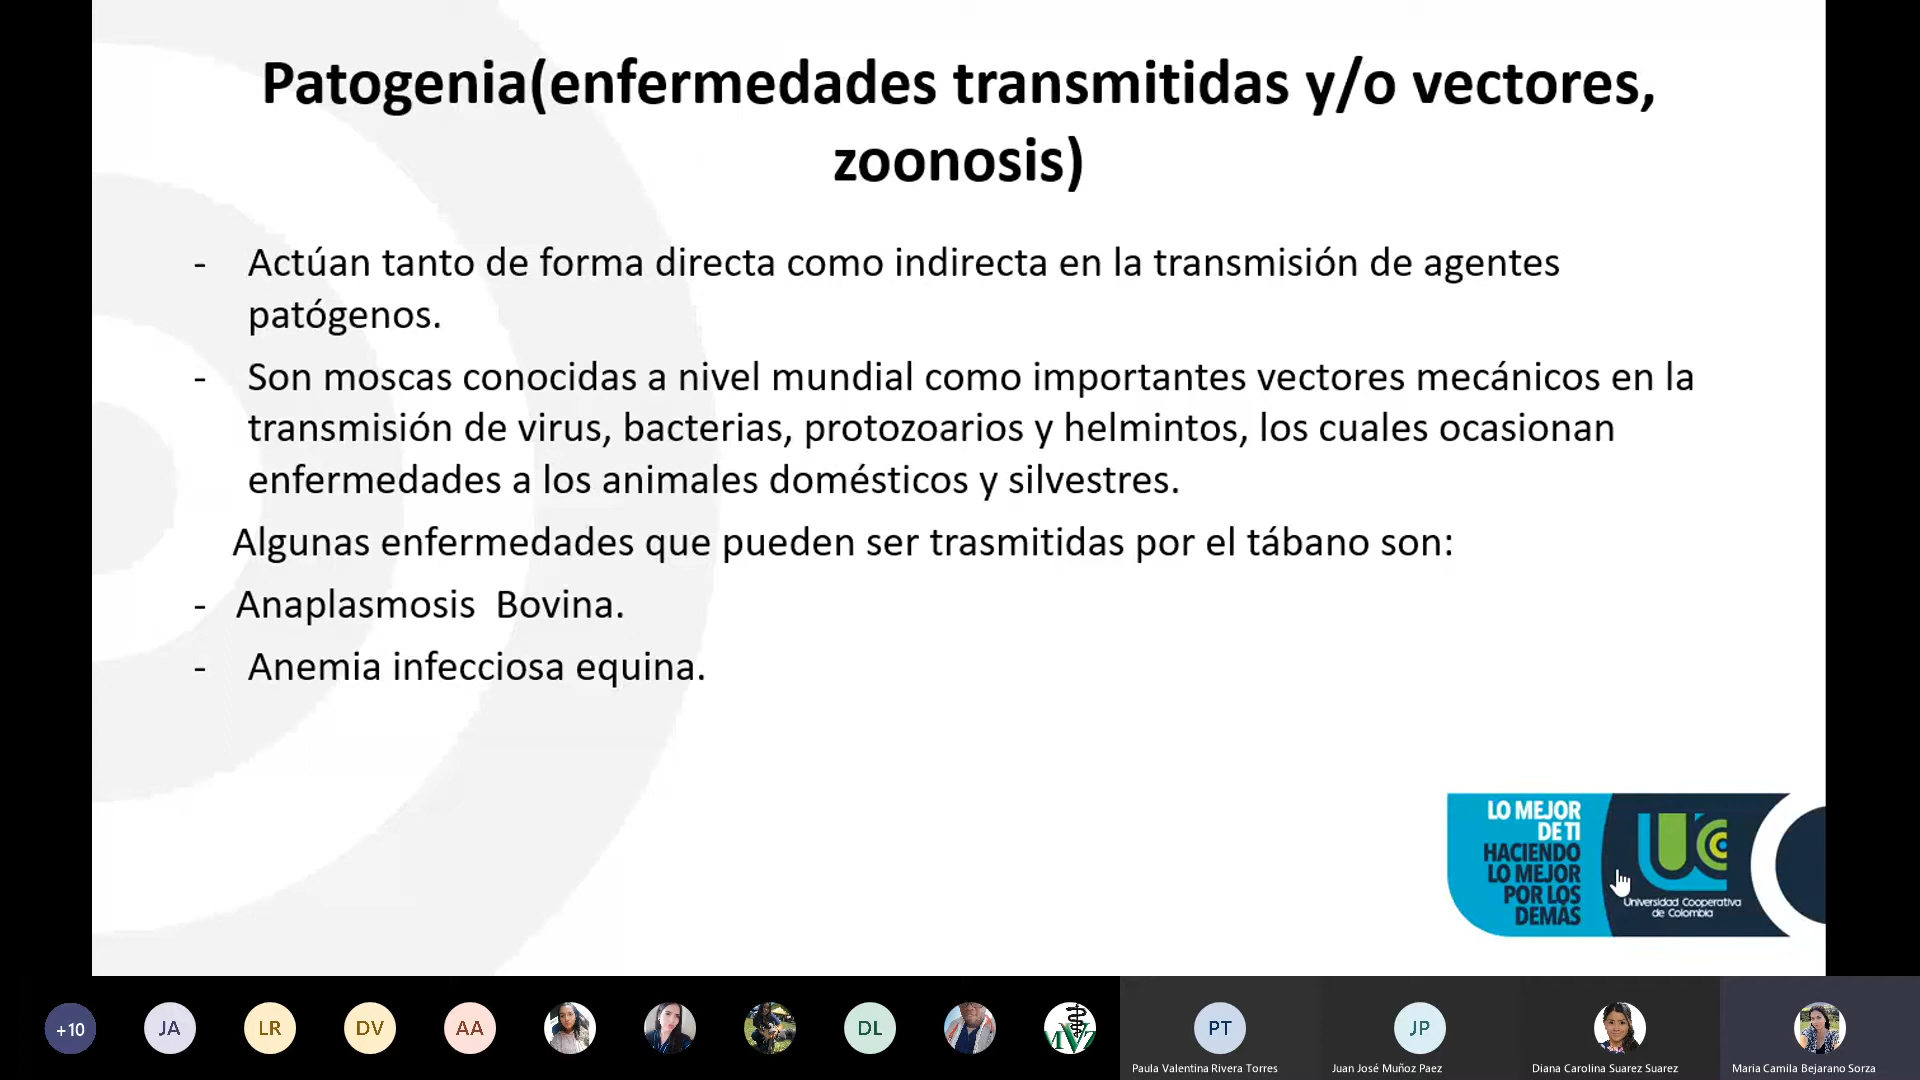 Patogenia(enfermedades transmitidas y/o vectores,
zoonosis)
- Actúan tanto de forma directa como indirecta en la transmisión de agentes
patógenos.
- Son moscas conocidas a nivel mundial como importantes vectores mecánicos en la
transmisión de virus, bacterias, protozoarios y helmintos, los cuales ocasionan
enfermedades a los animales domésticos y silvestres.
Algunas enfermedades que pueden ser trasmitidas por el tábano son:
- Anaplasmosis Bovina.
- Anemia infecciosa equina.
LO MEJOR
DE TI
HACIENDO
LO MEJOR
POR LOS
DEMÁS
UCC
Universidad Cooperativa
de Colombia
+10
JA
LR
DV
AA
DL
MVZ
PT
JP
Paula Valentina Rivera Torres
Juan José Muñoz Paez
Diana Carolina Suarez Suarez
Maria Camila Bejarano Sorza